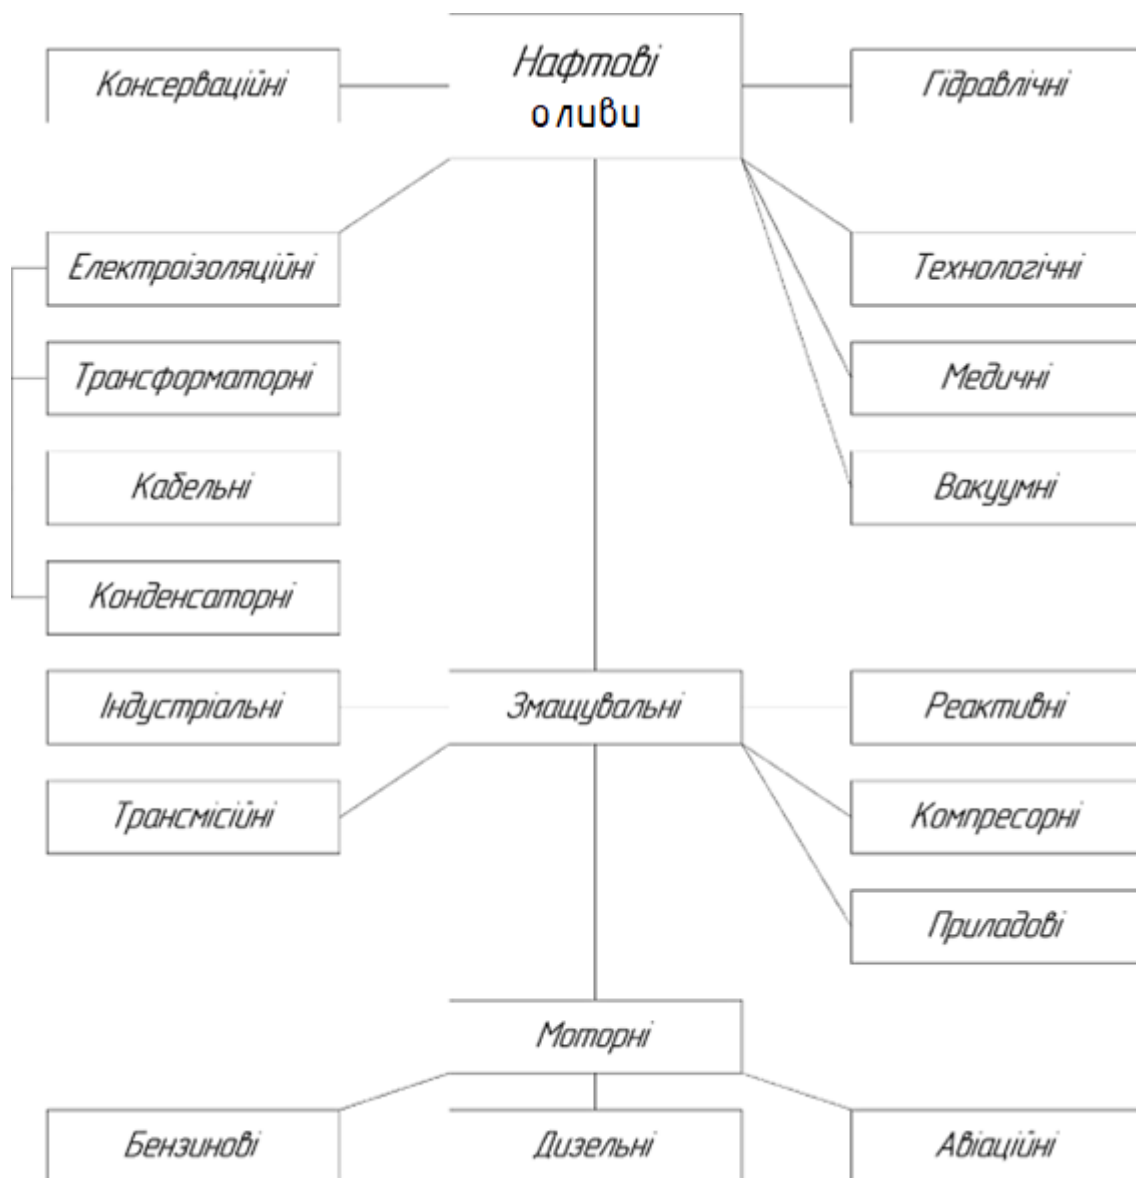 Нафтові
оливи
Консерваційні
Гідравлічні
Електроізоляційні
Технологічні
Трансформаторні
Медичні
Кабельні
Вакуумні
Конденсаторні
Індустріальні
Змащувальні
Реактивні
Трансмісійні
Компресорні
Приладові
Моторні
Бензинові
Дизельні
Авіаційні